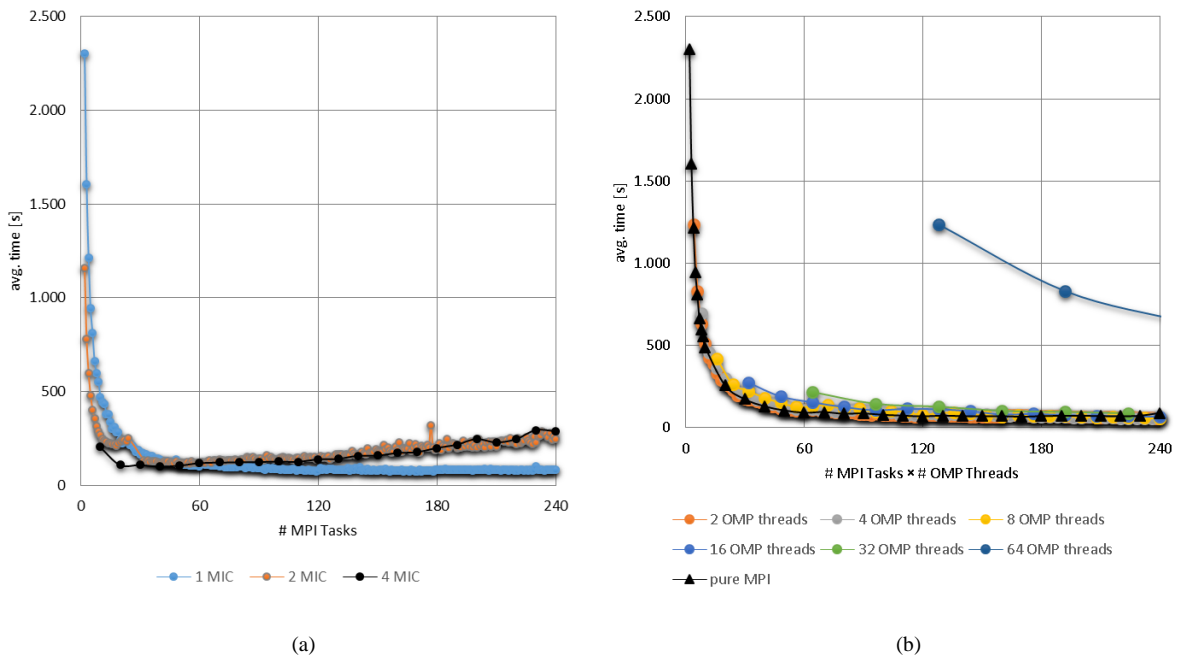 2.500
2.000
1.500
1.000
500
0
0
60
120
180
240
avg. time [s]
# MPI Tasks
1 MIC
2 MIC
4 MIC
(a)
2.500
2.000
1.500
1.000
500
0
0
60
120
180
240
avg. time [s]
# MPI Tasks × # OMP Threads
2 OMP threads
4 OMP threads
8 OMP threads
16 OMP threads
32 OMP threads
64 OMP threads
pure MPI
(b)